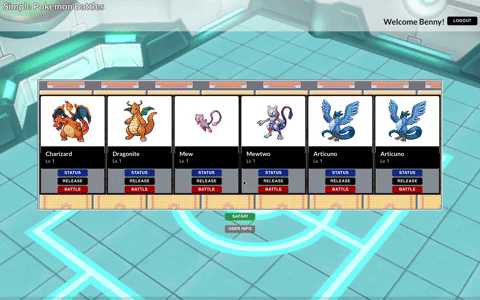 Simple Pokemon Battles
Welcome Benny! LOGOUT
Charizard Dragonite Mew Mewtwo Articuno Articuno
Lv. 1 Lv. 1 Lv. 1 Lv. 1 Lv. 1 Lv. 1
STATUS STATUS STATUS STATUS STATUS STATUS
RELEASE RELEASE RELEASE RELEASE RELEASE RELEASE
BATTLE BATTLE BATTLE BATTLE BATTLE BATTLE
SAFARI
USER INFO